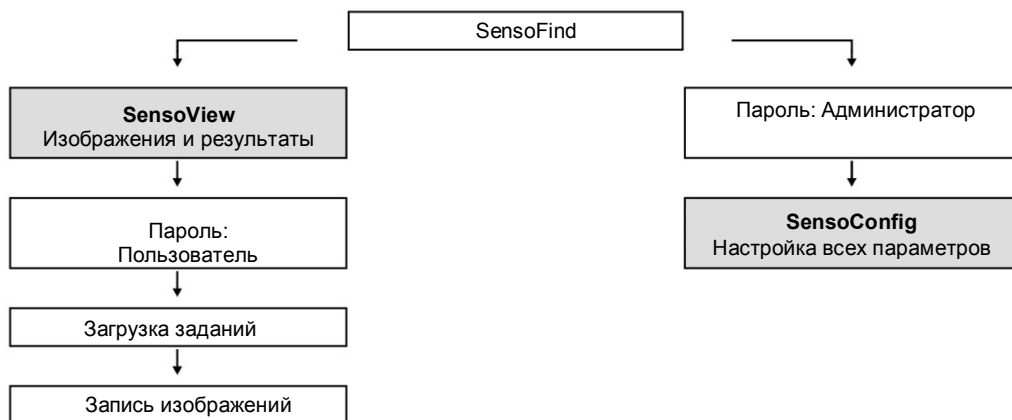 SensoFind
SensoView
Изображения и результаты
Пароль:
Пользователь
Загрузка заданий
Запись изображений
Пароль: Администратор
SensoConfig
Настройка всех параметров